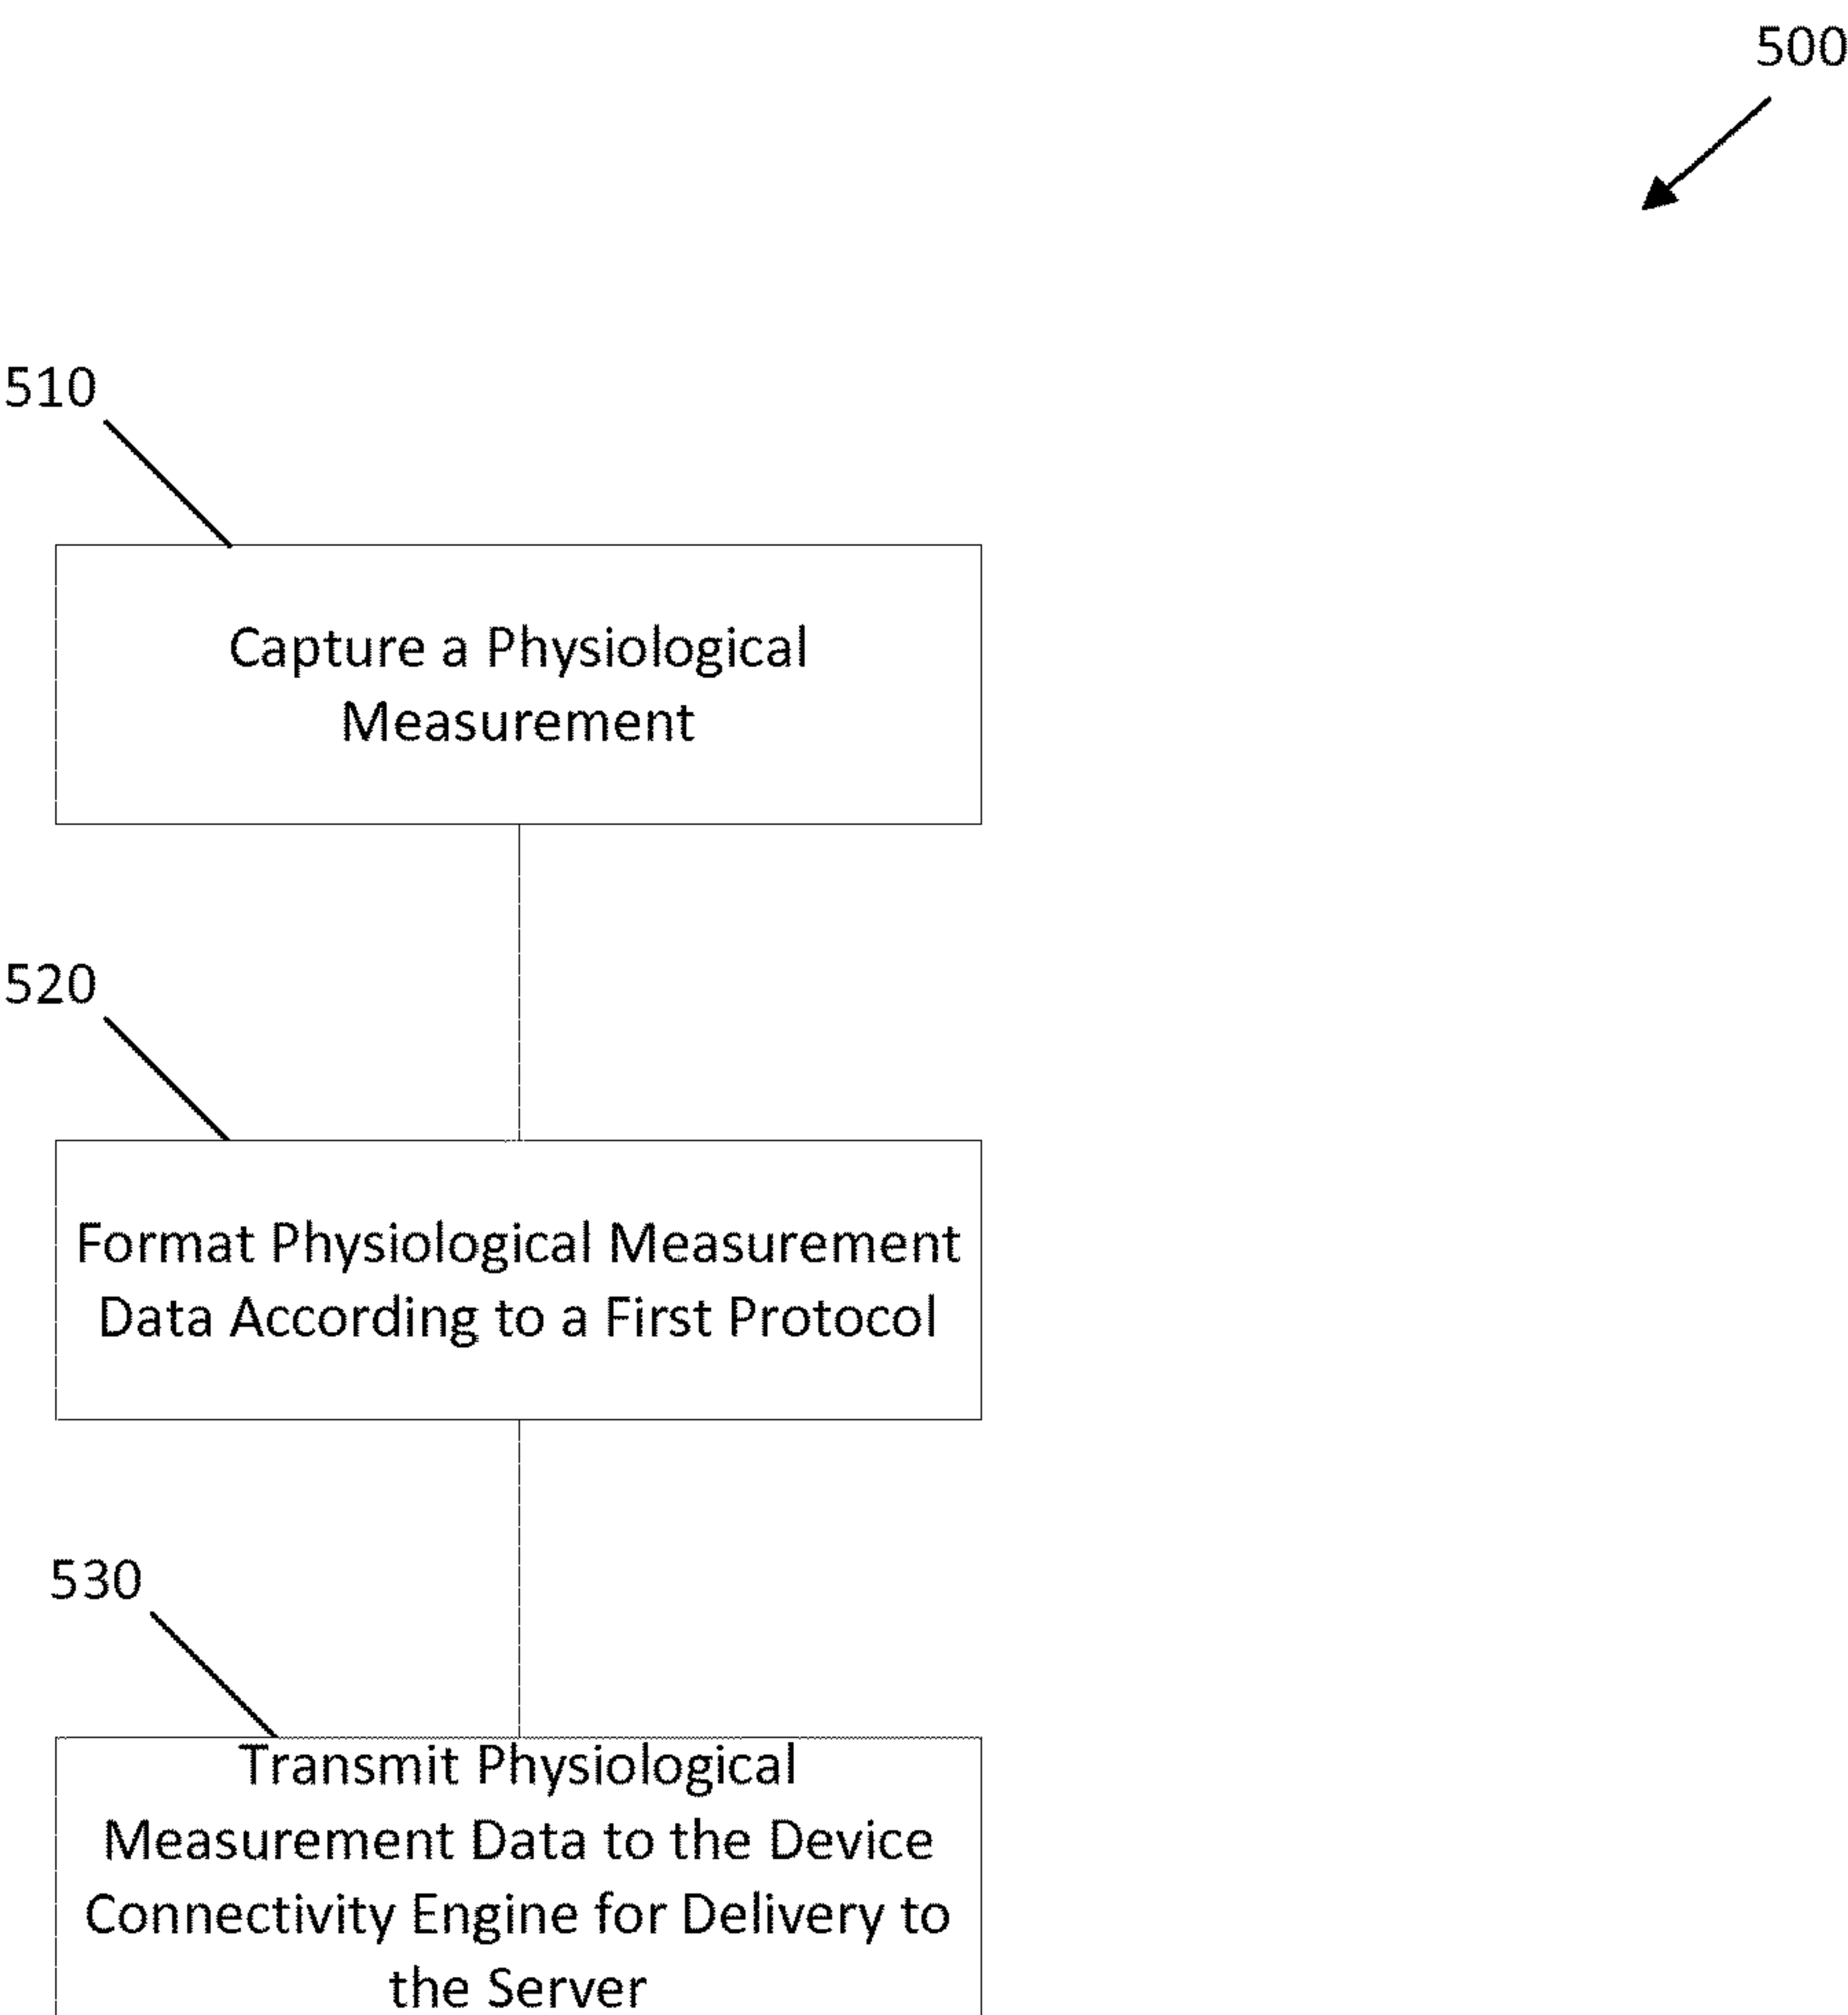 500
510
Capture a Physiological
Measurement
520
Format Physiological Measurement
Data According to a First Protocol
530
Transmit Physiological
Measurement Data to the Device
Connectivity Engine for Delivery to
the Server